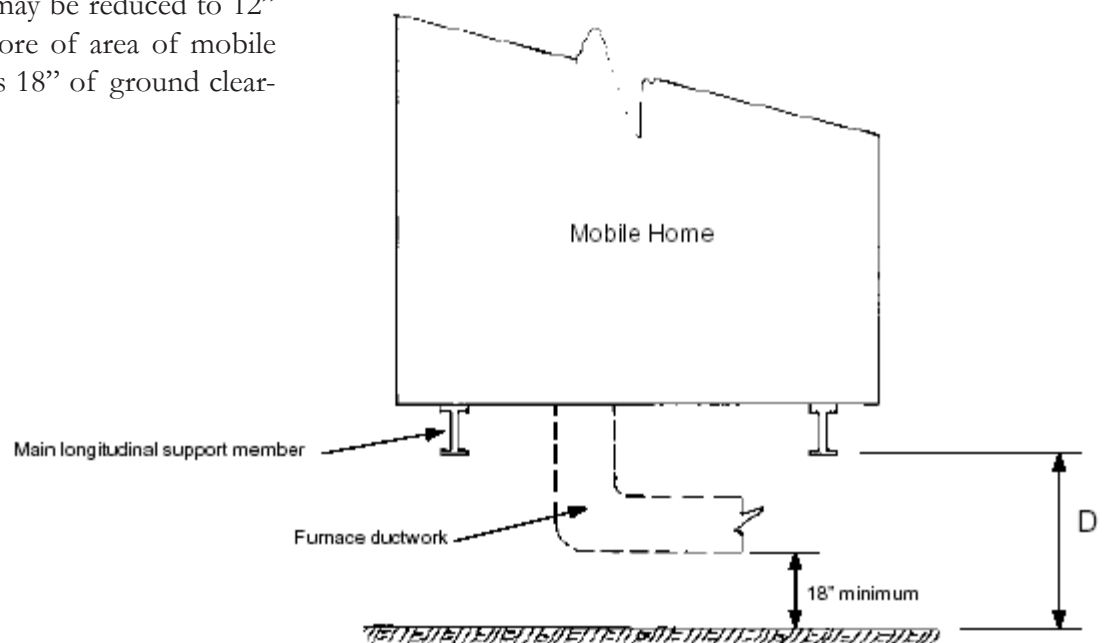 may be reduced to 12”
ore of area of mobile
s 18” of ground clear-
Mobile Home
Main longitudinal support member
Furnace ductwork
18" minimum
D